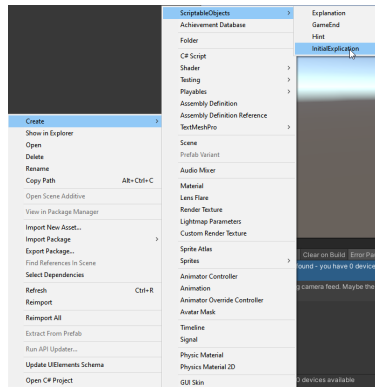 Create
Show in Explorer
Open
Delete
Rename
Copy Path Alt+Ctrl+C
Open Scene Additive
View in Package Manager
Import New Asset...
Import Package
Export Package...
Find References In Scene
Select Dependencies
Refresh Ctrl+R
Reimport
Reimport All
Extract From Prefab
Run API Updater...
Update UIElements Schema
Open C# Project
ScriptableObjects
Achievement Database
Folder
C# Script
Shader
Testing
Playables
Assembly Definition
Assembly Definition Reference
TextMeshPro
Scene
Prefab Variant
Audio Mixer
Material
Lens Flare
Render Texture
Lightmap Parameters
Custom Render Texture
Sprite Atlas
Sprites
Animator Controller
Animation
Animator Override Controller
Avatar Mask
Timeline
Signal
Physic Material
Physics Material 2D
GUI Skin
Explanation
GameEnd
Hint
InitialExplication
Clear on Build Error
found - you have 0 device
camera feed. Maybe the
0 devices available